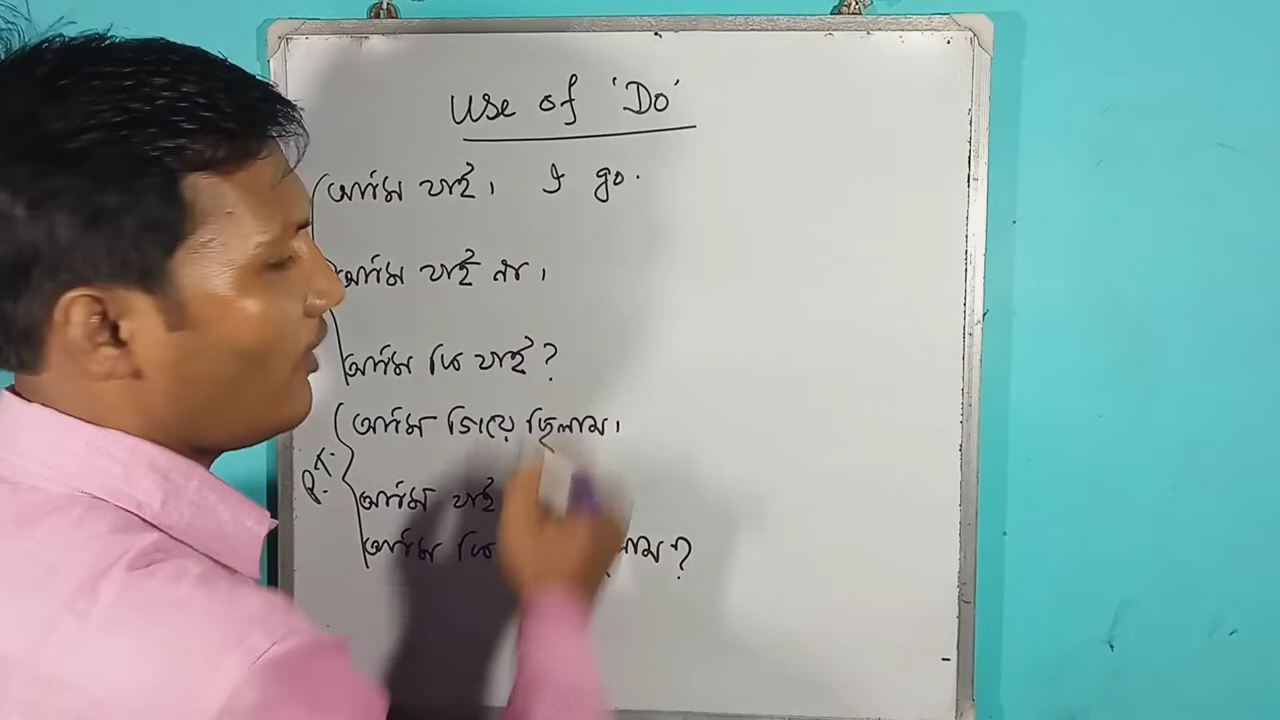 Use of 'Do'
আমি যাই। I go.
আমি যাই না।
আমি কি যাই?
আমি গিয়ে ছিলাম।
P.T.
আমি যাই
আমি কি লাম?